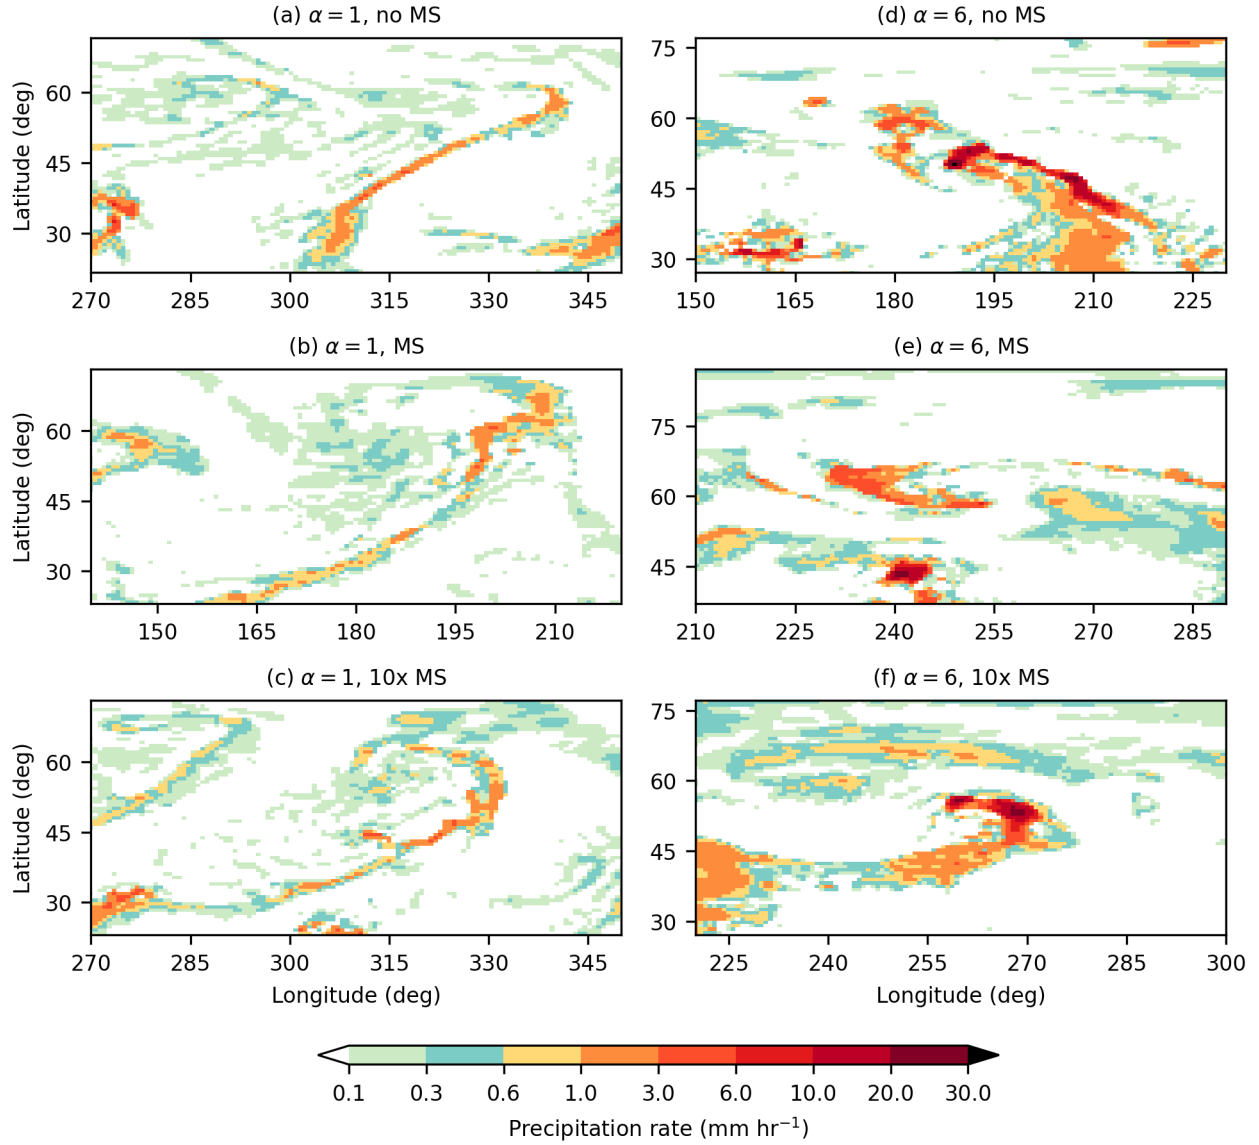 (a) α = 1, no MS
(d) α = 6, no MS
Latitude (deg)
60
45
30
270 285 300 315 330 345
75
60
45
30
150 165 180 195 210 225
(b) α = 1, MS
(e) α = 6, MS
Latitude (deg)
60
45
30
150 165 180 195 210
75
60
45
210 225 240 255 270 285
(c) α = 1, 10x MS
(f) α = 6, 10x MS
Latitude (deg)
60
45
30
270 285 300 315 330 345
Longitude (deg)
75
60
45
30
225 240 255 270 285 300
Longitude (deg)
0.1 0.3 0.6 1.0 3.0 6.0 10.0 20.0 30.0
Precipitation rate (mm hr⁻¹)